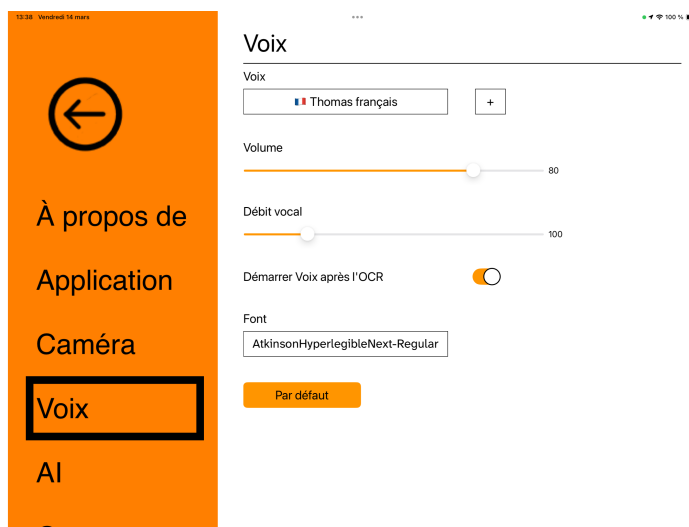 13:38 Vendredi 14 mars
100 %
Voix
À propos de
Application
Caméra
Voix
AI
Voix
Thomas français
+
Volume
80
Débit vocal
100
Démarrer Voix après l'OCR
Font
AtkinsonHyperlegibleNext-Regular
Par défaut